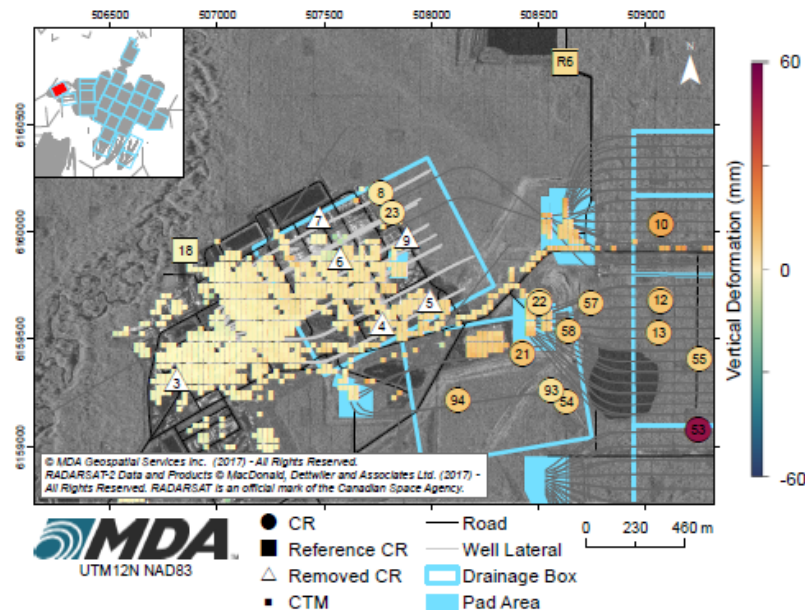 506500 507000 507500 508000 508500 509000
6160500
6160000
6159500
6159000
N
R6
8
23
7
9
18
6
10
5
4
22
57
12
58
13
21
55
3
93
94
54
53
60
0
-60
Vertical Deformation (mm)
© MDA Geospatial Services Inc. (2017) - All Rights Reserved.
RADARSAT-2 Data and Products © MacDonald, Dettwiler and Associates Ltd. (2017) -
All Rights Reserved. RADARSAT is an official mark of the Canadian Space Agency.
MDA
UTM12N NAD83
CR
Reference CR
Removed CR
CTM
Road
Well Lateral
Drainage Box
Pad Area
0 230 460 m